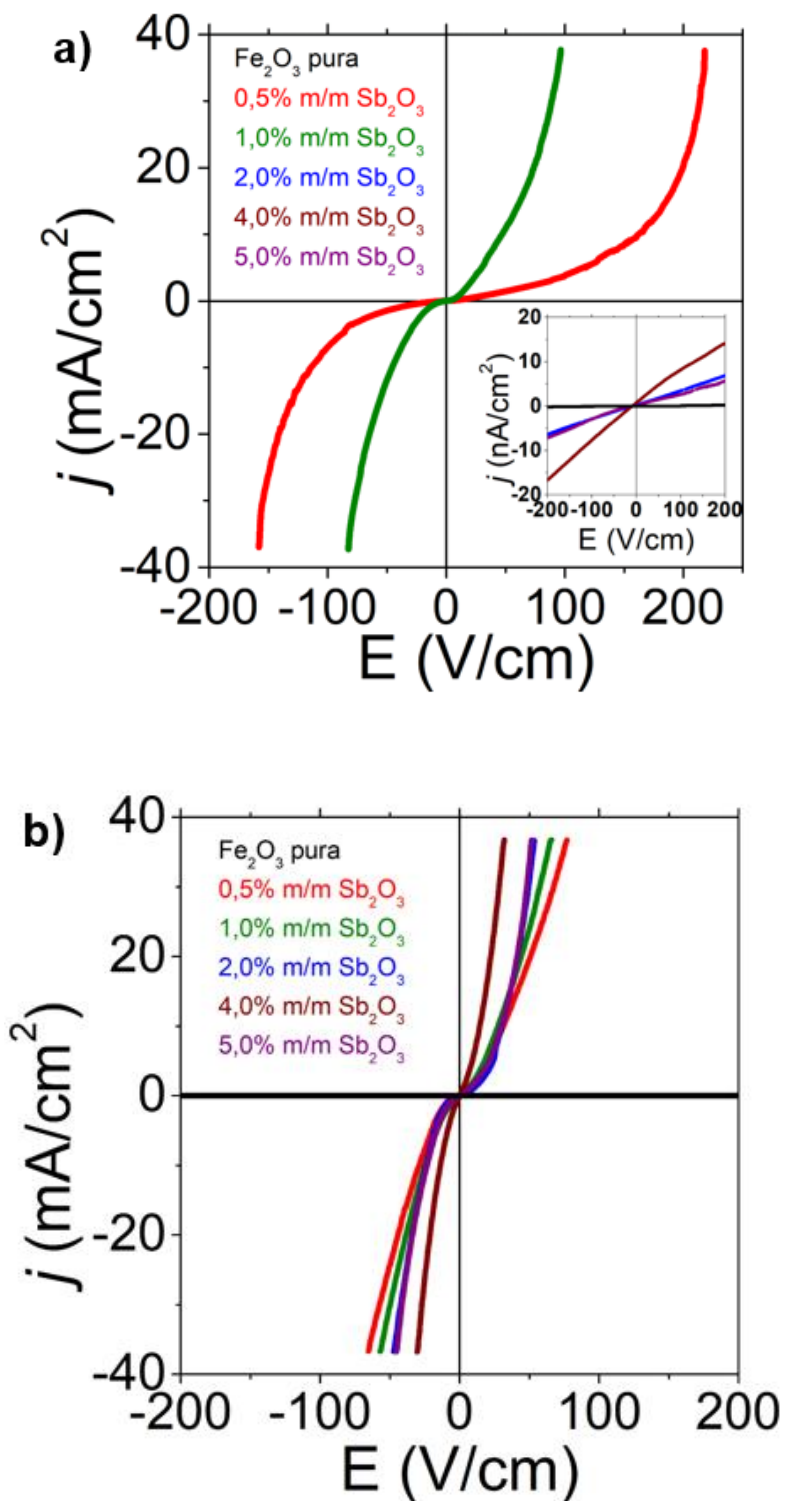 a)
40
20
0
-20
-40
j (mA/cm²)
Fe₂O₃ pura
0,5% m/m Sb₂O₃
1,0% m/m Sb₂O₃
2,0% m/m Sb₂O₃
4,0% m/m Sb₂O₃
5,0% m/m Sb₂O₃
20
10
0
-10
-20
j (nA/cm²)
-200 -100 0 100 200
E (V/cm)
-200 -100 0 100 200
E (V/cm)
b)
40
20
0
-20
-40
j (mA/cm²)
Fe₂O₃ pura
0,5% m/m Sb₂O₃
1,0% m/m Sb₂O₃
2,0% m/m Sb₂O₃
4,0% m/m Sb₂O₃
5,0% m/m Sb₂O₃
-200 -100 0 100 200
E (V/cm)